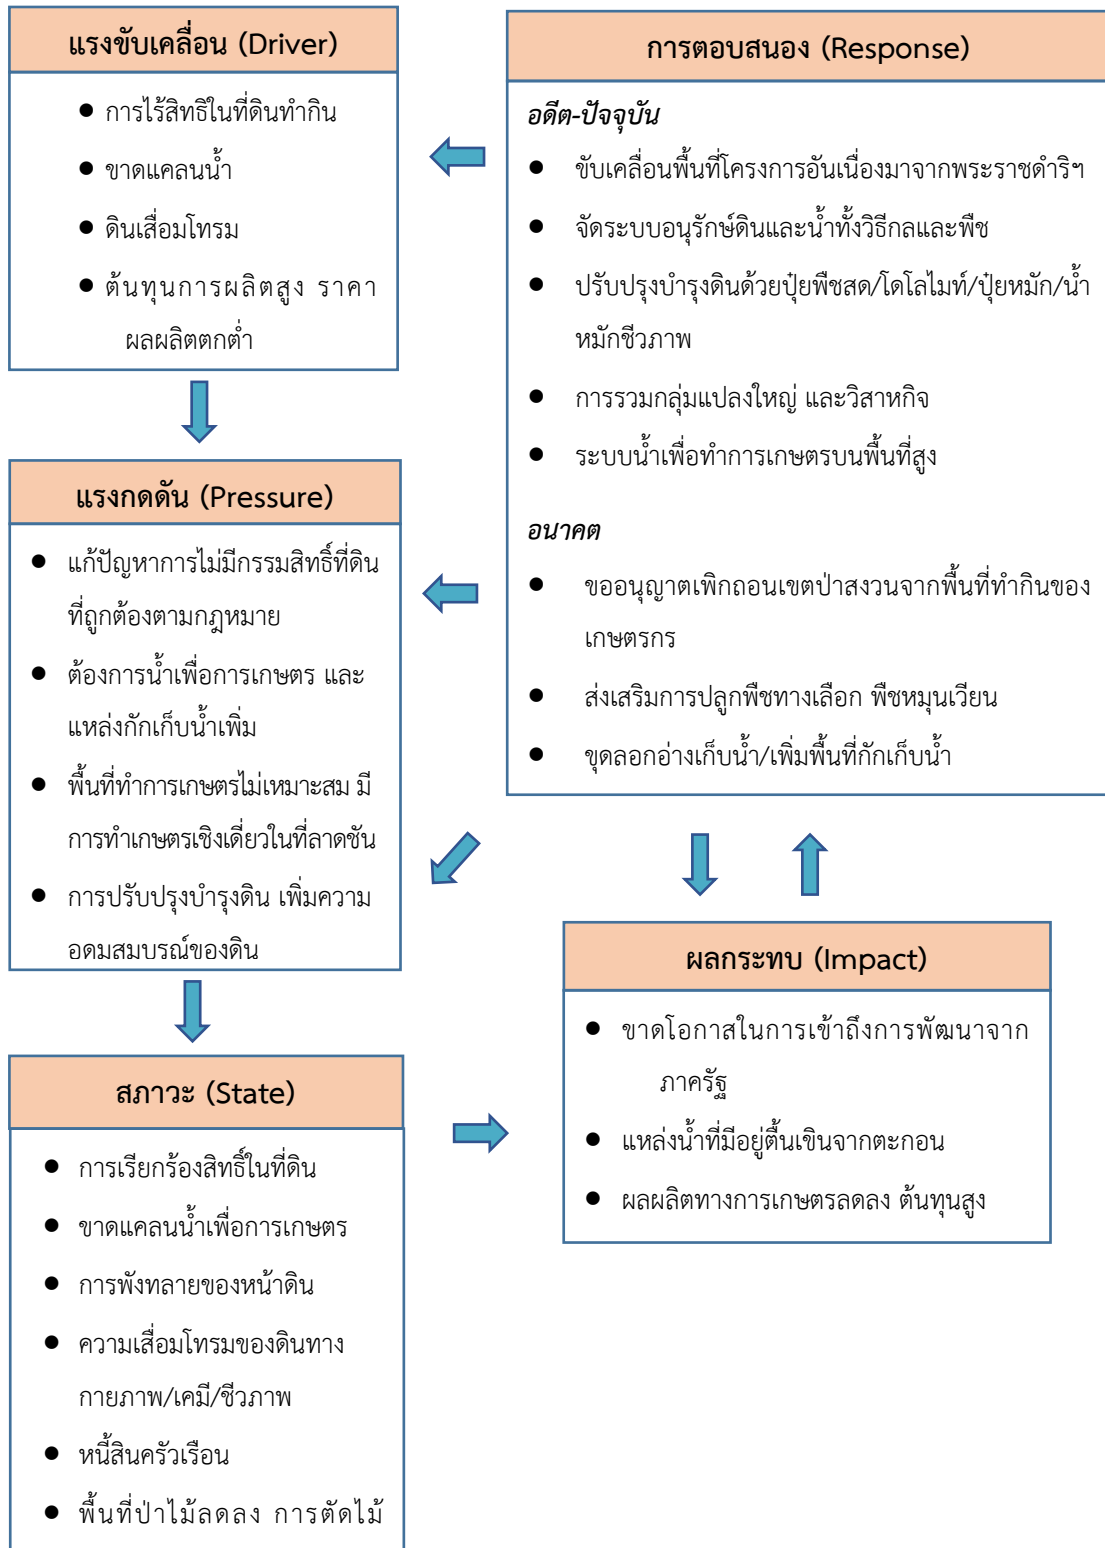 แรงขับเคลื่อน (Driver)
● การไร้สิทธิในที่ดินทำกิน
● ขาดแคลนน้ำ
● ดินเสื่อมโทรม
● ต้นทุนการผลิตสูง ราคา
ผลผลิตตกต่ำ
แรงกดดัน (Pressure)
● แก้ปัญหาการไม่มีกรรมสิทธิ์ที่ดิน
ที่ถูกต้องตามกฎหมาย
● ต้องการน้ำเพื่อการเกษตร และ
แหล่งกักเก็บน้ำเพิ่ม
● พื้นที่ทำการเกษตรไม่เหมาะสม มี
การทำเกษตรเชิงเดี่ยวในที่ลาดชัน
● การปรับปรุงบำรุงดิน เพิ่มความ
อุดมสมบูรณ์ของดิน
สภาวะ (State)
● การเรียกร้องสิทธิ์ในที่ดิน
● ขาดแคลนน้ำเพื่อการเกษตร
● การพังทลายของหน้าดิน
● ความเสื่อมโทรมของดินทาง
กายภาพ/เคมี/ชีวภาพ
● หนี้สินครัวเรือน
● พื้นที่ป่าไม้ลดลง การตัดไม้
การตอบสนอง (Response)
อดีต-ปัจจุบัน
● ขับเคลื่อนพื้นที่โครงการอันเนื่องมาจากพระราชดำริฯ
● จัดระบบอนุรักษ์ดินและน้ำทั้งวิธีกลและพืช
● ปรับปรุงบำรุงดินด้วยปุ๋ยพืชสด/โดโลไมท์/ปุ๋ยหมัก/น้ำ
หมักชีวภาพ
● การรวมกลุ่มแปลงใหญ่ และวิสาหกิจ
● ระบบน้ำเพื่อทำการเกษตรบนพื้นที่สูง
อนาคต
● ขออนุญาตเพิกถอนเขตป่าสงวนจากพื้นที่ทำกินของ
เกษตรกร
● ส่งเสริมการปลูกพืชทางเลือก พืชหมุนเวียน
● ขุดลอกอ่างเก็บน้ำ/เพิ่มพื้นที่กักเก็บน้ำ
ผลกระทบ (Impact)
● ขาดโอกาสในการเข้าถึงการพัฒนาจาก
ภาครัฐ
● แหล่งน้ำที่มีอยู่ตื้นเขินจากตะกอน
● ผลผลิตทางการเกษตรลดลง ต้นทุนสูง